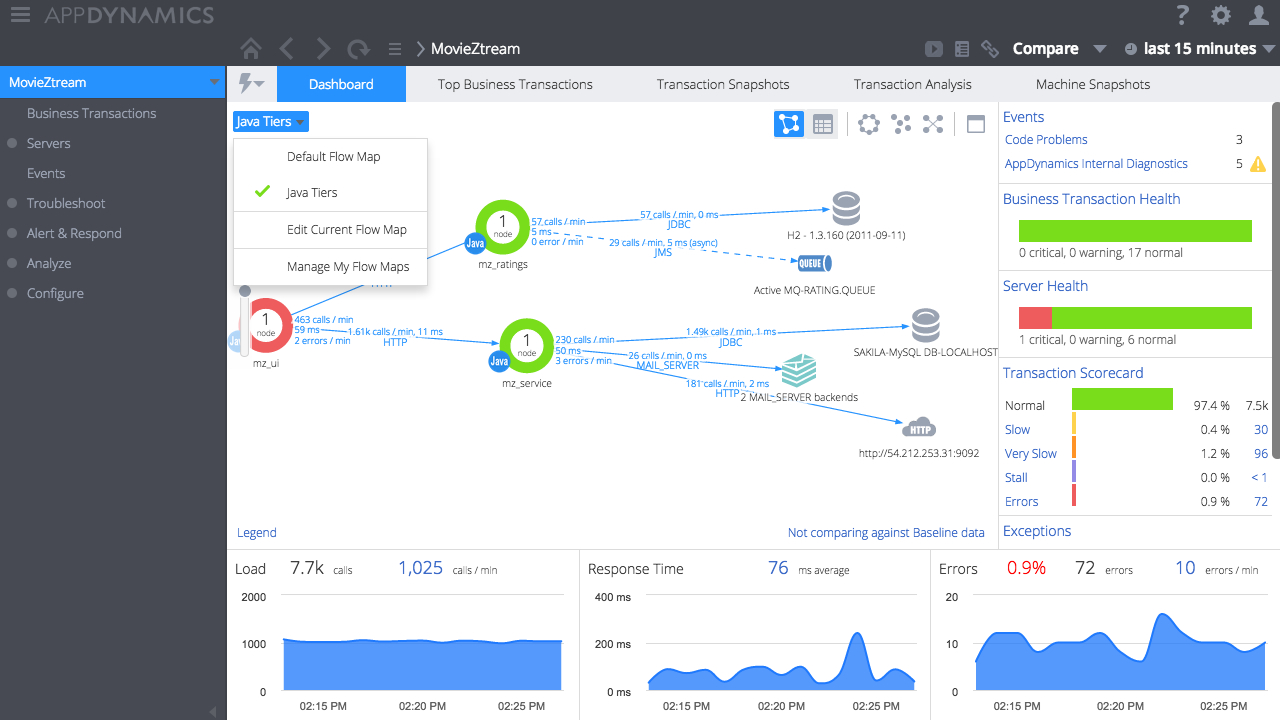 APPDYNAMICS
?
MovieZtream
Compare
last 15 minutes
MovieZtream
Business Transactions
Servers
Events
Troubleshoot
Alert & Respond
Analyze
Configure
Dashboard
Top Business Transactions
Transaction Snapshots
Transaction Analysis
Machine Snapshots
Java Tiers
Default Flow Map
Java Tiers
Edit Current Flow Map
Manage My Flow Maps
1
node
Java
mz_ratings
57 calls / min
5 ms
0 error / min
57 calls / min, 0 ms
JDBC
H2 - 1.3.160 (2011-09-11)
29 calls / min, 5 ms (async)
JMS
QUEUE
Active MQ-RATING.QUEUE
1
node
mz_ui
463 calls / min
59 ms
2 errors / min
1.61k calls / min, 11 ms
HTTP
1
node
Java
mz_service
230 calls / min
50 ms
3 errors / min
1.49k calls / min, 1 ms
JDBC
SAKILA-MySQL DB-LOCALHOST
26 calls / min, 0 ms
MAIL_SERVER
2 MAIL_SERVER backends
181 calls / min, 2 ms
HTTP
HTTP
http://54.212.253.31:9092
Legend
Not comparing against Baseline data
Events
Code Problems 3
AppDynamics Internal Diagnostics 5
Business Transaction Health
0 critical, 0 warning, 17 normal
Server Health
1 critical, 0 warning, 6 normal
Transaction Scorecard
Normal 97.4 % 7.5k
Slow 0.4 % 30
Very Slow 1.2 % 96
Stall 0.0 % < 1
Errors 0.9 % 72
Exceptions
Load 7.7k calls 1,025 calls / min
2000
1000
0
02:15 PM 02:20 PM 02:25 PM
Response Time 76 ms average
400 ms
200 ms
0 ms
02:15 PM 02:20 PM 02:25 PM
Errors 0.9% 72 errors 10 errors / min
20
10
0
02:15 PM 02:20 PM 02:25 PM